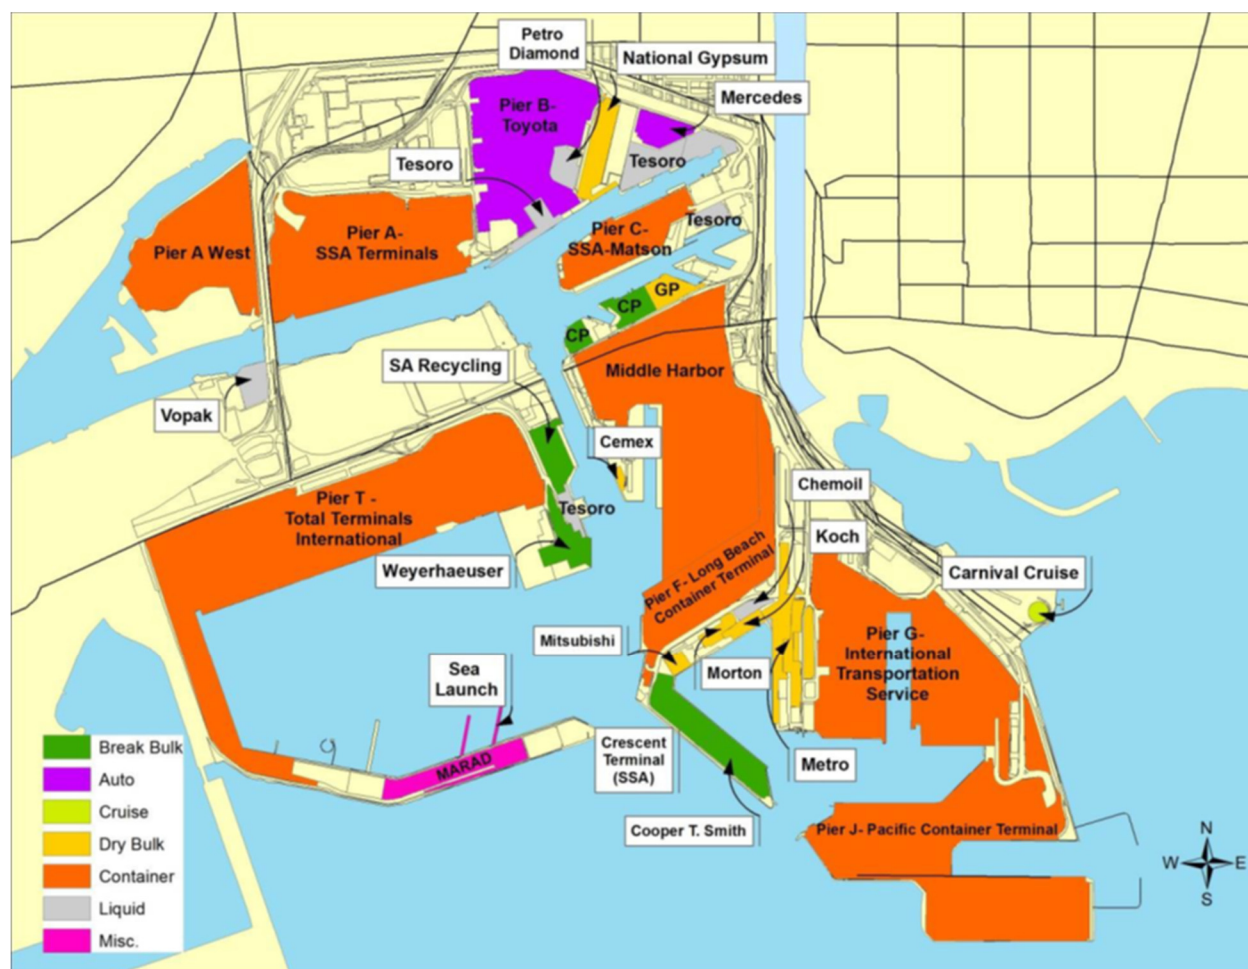 Petro
Diamond
National Gypsum
Mercedes
Pier B-
Toyota
Tesoro
Tesoro
Tesoro
Pier C-
SSA-Matson
Pier A West
Pier A-
SSA Terminals
GP
CP
CP
Middle Harbor
SA Recycling
Vopak
Cemex
Chemoil
Koch
Pier T -
Total Terminals
International
Tesoro
Weyerhaeuser
Pier F- Long Beach
Container Terminal
Carnival Cruise
Mitsubishi
Morton
Pier G-
International
Transportation
Service
Sea
Launch
MARAD
Crescent
Terminal
(SSA)
Metro
Cooper T. Smith
Pier J- Pacific Container Terminal
Break Bulk
Auto
Cruise
Dry Bulk
Container
Liquid
Misc.
N
W E
S